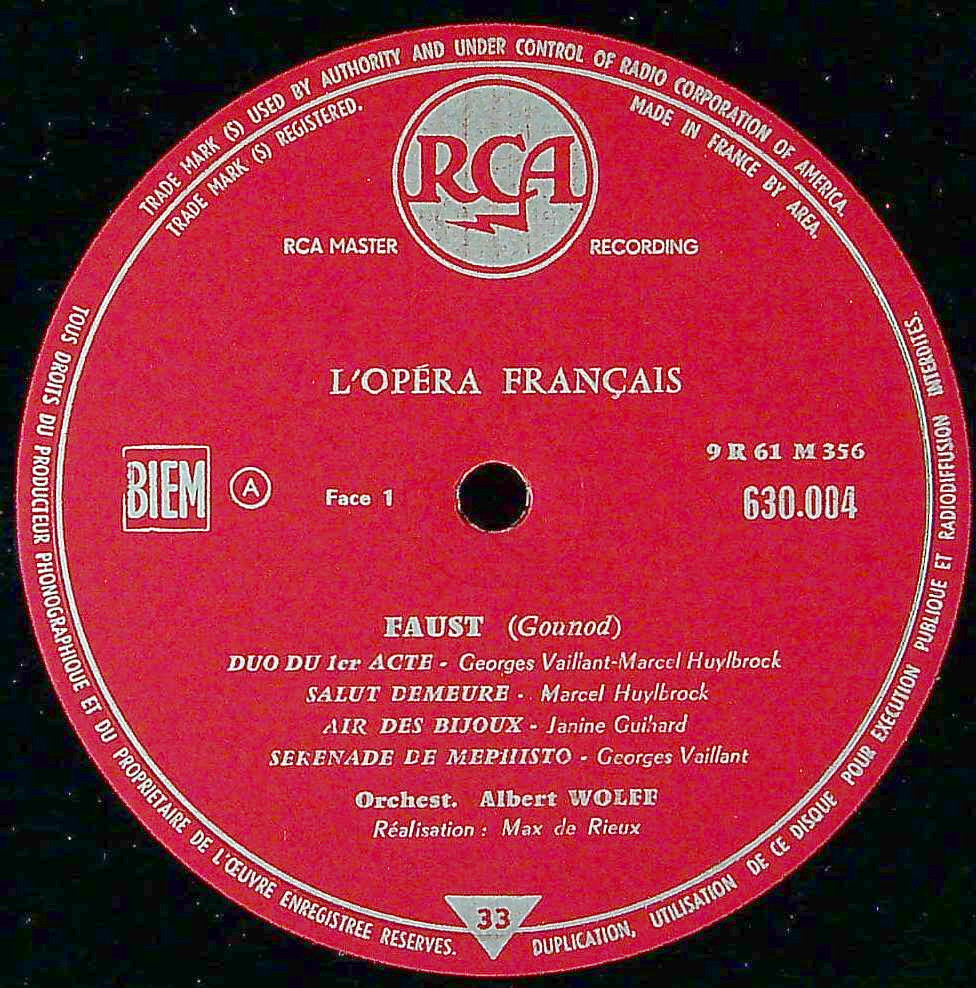 TRADE MARK (S) USED BY AUTHORITY AND UNDER CONTROL OF RADIO CORPORATION OF AMERICA.
TRADE MARK (S) REGISTERED.
MADE IN FRANCE BY AREA.
RCA
RCA MASTER RECORDING
L'OPÉRA FRANÇAIS
BIEM A Face 1
9 R 61 M 356
630.004
FAUST (Gounod)
DUO DU 1er ACTE - Georges Vaillant-Marcel Huylbrock
SALUT DEMEURE - Marcel Huylbrock
AIR DES BIJOUX - Janine Guihard
SERENADE DE MEPHISTO - Georges Vaillant
Orchest. Albert WOLFF
Réalisation : Max de Rieux
33
TOUS DROITS DU PRODUCTEUR PHONOGRAPHIQUE ET DU PROPRIETAIRE DE L'ŒUVRE ENREGISTREE RESERVES.
DUPLICATION, UTILISATION DE CE DISQUE POUR EXECUTION PUBLIQUE ET RADIODIFFUSION INTERDITES.